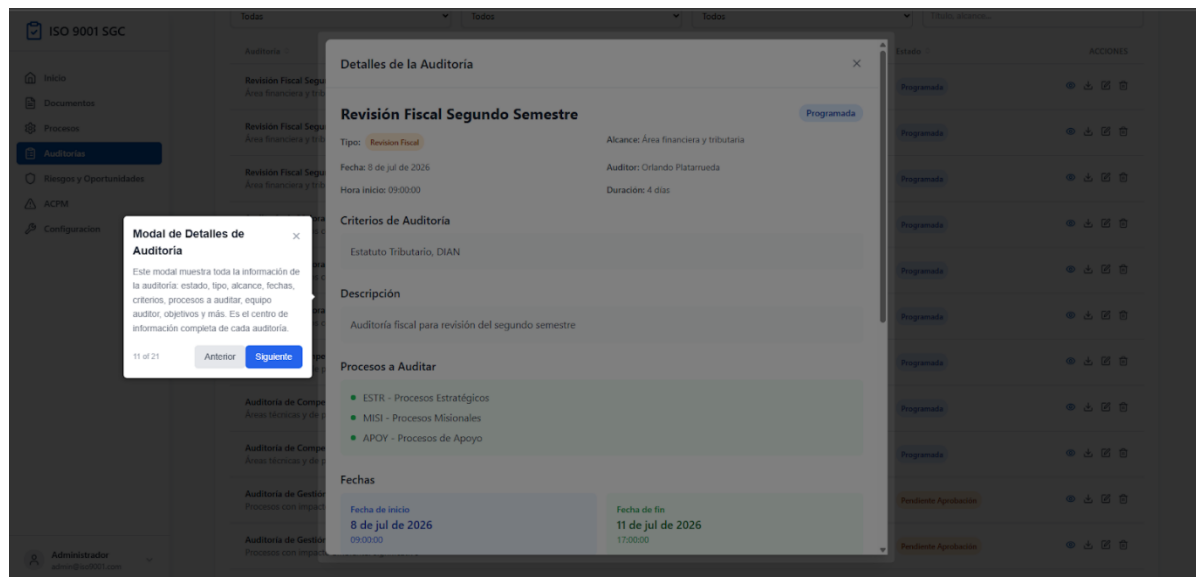 ISO 9001 SGC
Inicio
Documentos
Procesos
Auditorías
Riesgos y Oportunidades
ACPM
Configuracion
Administrador
admin@iso9001.com
Todas
Todos
Todos
Título, alcance...
Auditoría
Estado
ACCIONES
Revisión Fiscal Segu
Área financiera y trib
Programada
Revisión Fiscal Segu
Área financiera y trib
Programada
Revisión Fiscal Segu
Área financiera y trib
Programada
Programada
Programada
Programada
Programada
Auditoría de Compe
Áreas técnicas y de p
Programada
Auditoría de Compe
Áreas técnicas y de p
Programada
Auditoría de Gestión
Procesos con impact
Pendiente Aprobación
Auditoría de Gestión
Procesos con impact
Pendiente Aprobación
Detalles de la Auditoría
Revisión Fiscal Segundo Semestre
Programada
Tipo: Revision Fiscal
Alcance: Área financiera y tributaria
Fecha: 8 de jul de 2026
Auditor: Orlando Platarrueda
Hora inicio: 09:00:00
Duración: 4 días
Criterios de Auditoría
Estatuto Tributario, DIAN
Descripción
Auditoría fiscal para revisión del segundo semestre
Procesos a Auditar
ESTR - Procesos Estratégicos
MISI - Procesos Misionales
APOY - Procesos de Apoyo
Fechas
Fecha de inicio
8 de jul de 2026
09:00:00
Fecha de fin
11 de jul de 2026
17:00:00
Modal de Detalles de
Auditoría
Este modal muestra toda la información de
la auditoría: estado, tipo, alcance, fechas,
criterios, procesos a auditar, equipo
auditor, objetivos y más. Es el centro de
información completa de cada auditoría.
11 of 21
Anterior
Siguiente